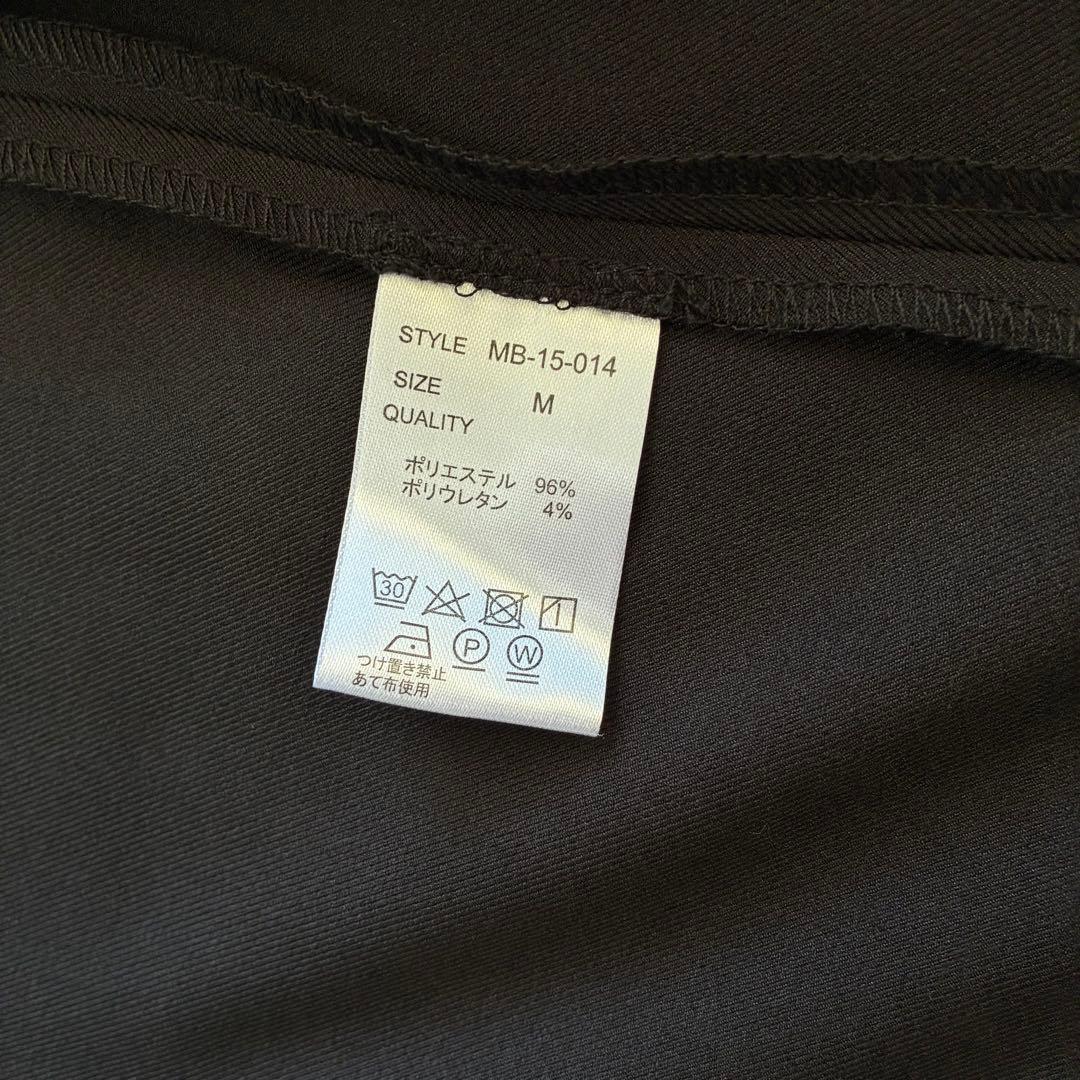 STYLE MB-15-014
SIZE M
QUALITY
ポリエステル 96%
ポリウレタン 4%
30
P W
つけ置き禁止
あて布使用